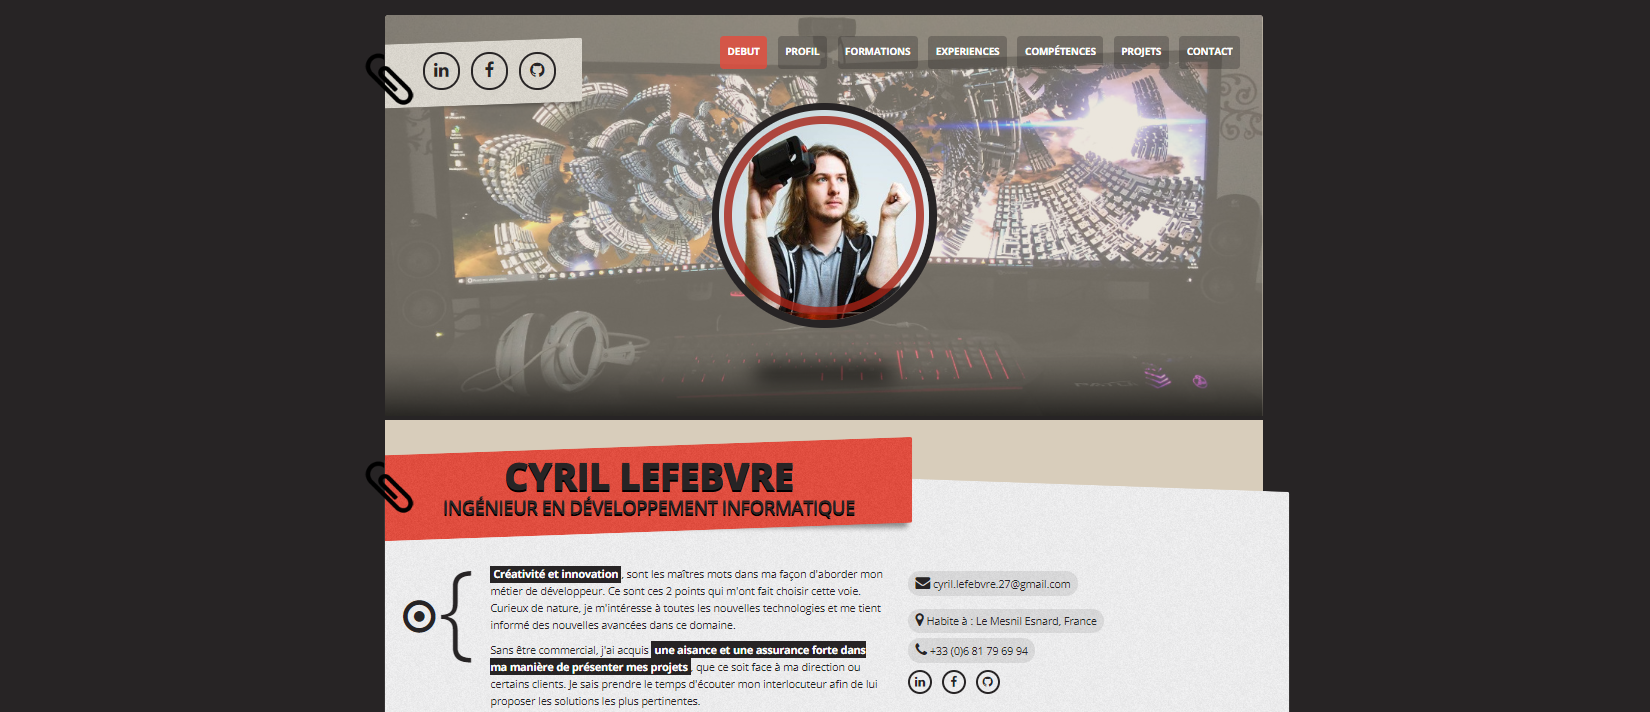 in f
DEBUT PROFIL FORMATIONS EXPERIENCES COMPÉTENCES PROJETS CONTACT
CYRIL LEFEBVRE
INGÉNIEUR EN DÉVELOPPEMENT INFORMATIQUE
Créativité et innovation, sont les maîtres mots dans ma façon d'aborder mon
métier de développeur. Ce sont ces 2 points qui m'ont fait choisir cette voie.
Curieux de nature, je m'intéresse à toutes les nouvelles technologies et me tient
informé des nouvelles avancées dans ce domaine.
Sans être commercial, j'ai acquis une aisance et une assurance forte dans
ma manière de présenter mes projets, que ce soit face à ma direction ou
certains clients. Je sais prendre le temps d'écouter mon interlocuteur afin de lui
proposer les solutions les plus pertinentes.
cyril.lefebvre.27@gmail.com
Habite à : Le Mesnil Esnard, France
+33 (0)6 81 79 69 94
in f